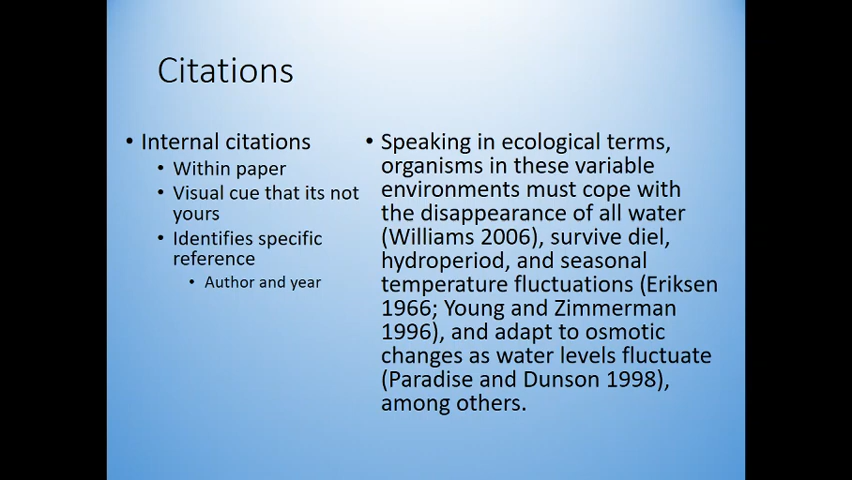 Citations
• Internal citations
• Within paper
• Visual cue that its not
yours
• Identifies specific
reference
• Author and year
• Speaking in ecological terms,
organisms in these variable
environments must cope with
the disappearance of all water
(Williams 2006), survive diel,
hydroperiod, and seasonal
temperature fluctuations (Eriksen
1966; Young and Zimmerman
1996), and adapt to osmotic
changes as water levels fluctuate
(Paradise and Dunson 1998),
among others.